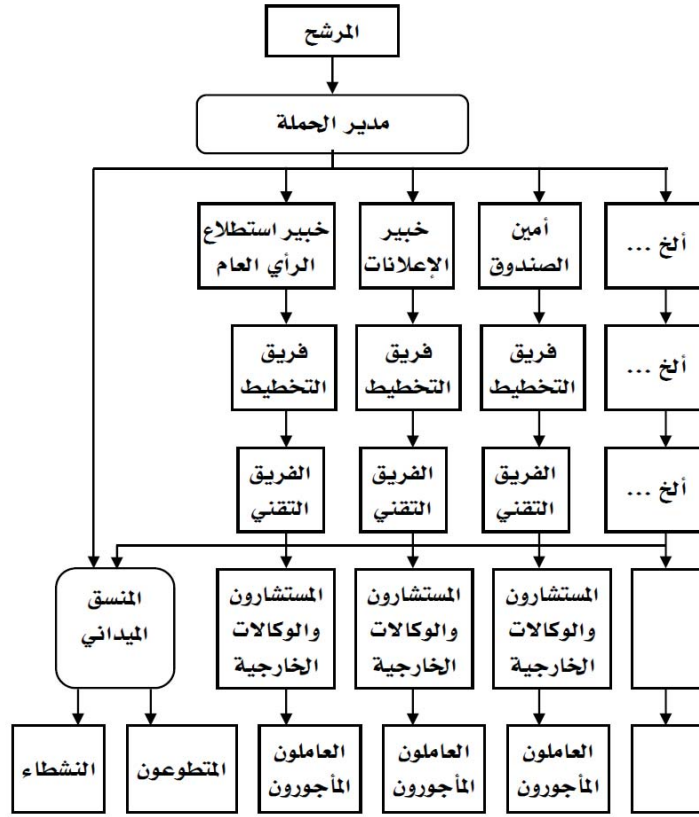 المرشح
مدير الحملة
ألخ ...
أمين
الصندوق
خبير
الإعلانات
خبير استطلاع
الرأي العام
ألخ ...
فريق
التخطيط
فريق
التخطيط
فريق
التخطيط
ألخ ...
الفريق
التقني
الفريق
التقني
الفريق
التقني
المستشارون
والوكالات
الخارجية
المستشارون
والوكالات
الخارجية
المستشارون
والوكالات
الخارجية
المنسق
الميداني
العاملون
المأجورون
العاملون
المأجورون
العاملون
المأجورون
المتطوعون
النشطاء